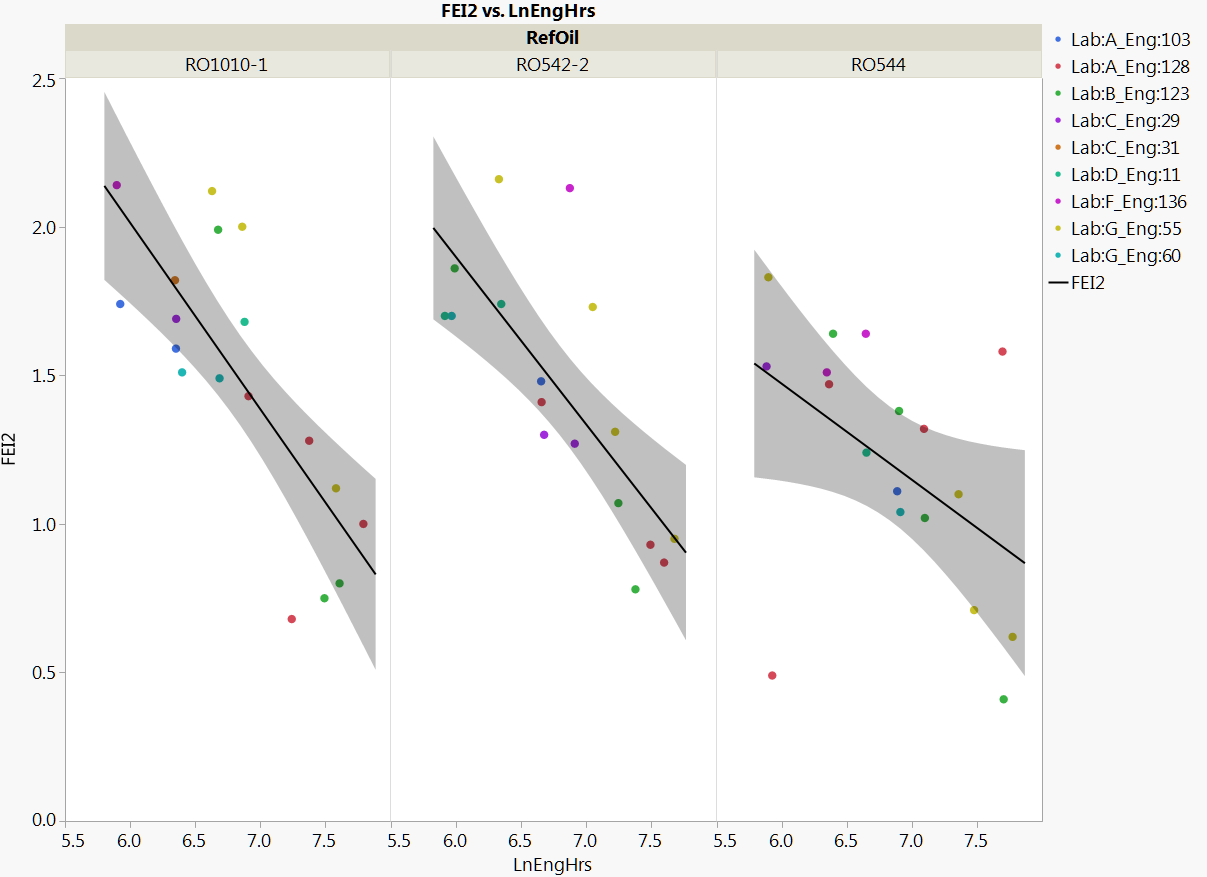 FEI2 vs. LnEngHrs
RefOil
RO1010-1 RO542-2 RO544
2.5
2.0
1.5
1.0
0.5
0.0
FEI2
5.5 6.0 6.5 7.0 7.5 5.5 6.0 6.5 7.0 7.5 5.5 6.0 6.5 7.0 7.5
LnEngHrs
Lab:A_Eng:103
Lab:A_Eng:128
Lab:B_Eng:123
Lab:C_Eng:29
Lab:C_Eng:31
Lab:D_Eng:11
Lab:F_Eng:136
Lab:G_Eng:55
Lab:G_Eng:60
FEI2